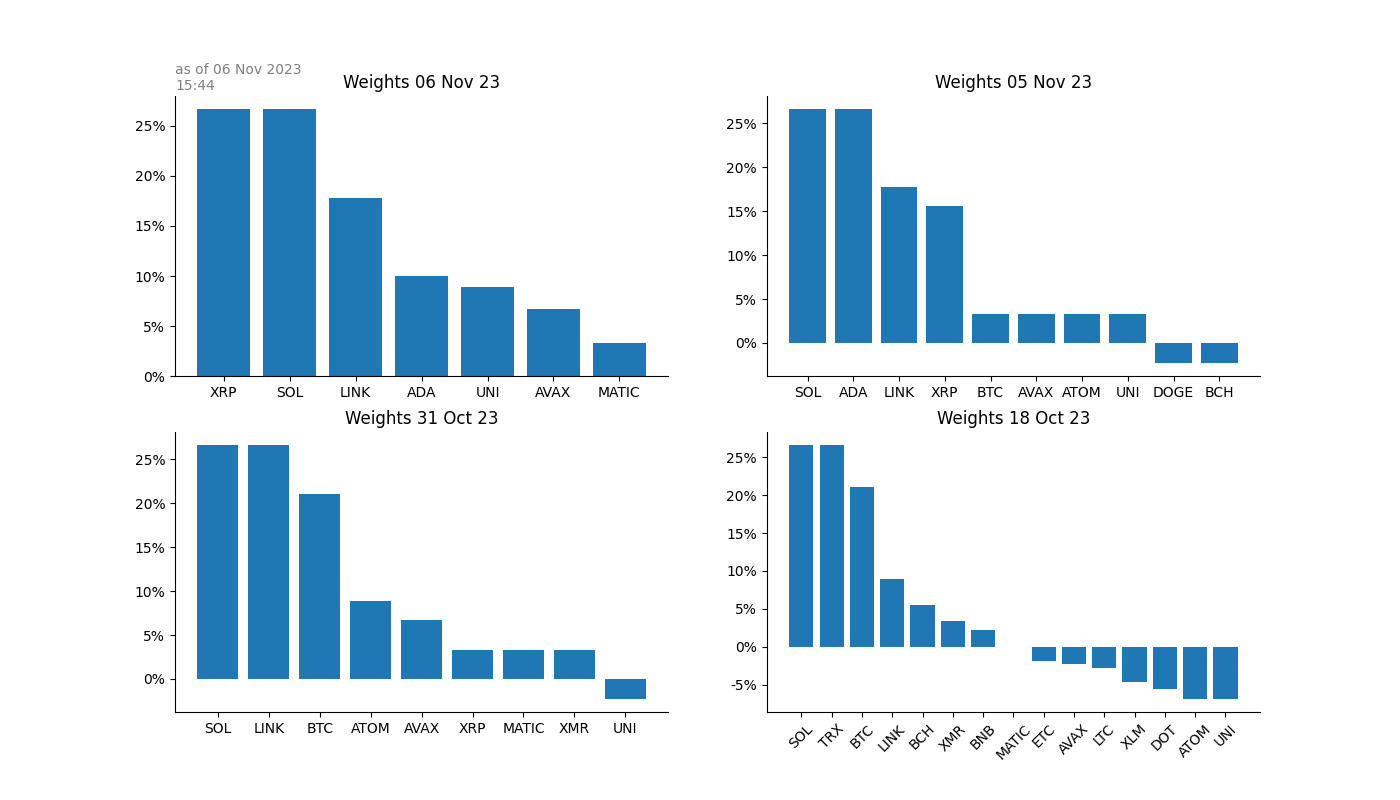 as of 06 Nov 2023
15:44
Weights 06 Nov 23
25%
20%
15%
10%
5%
0%
XRP SOL LINK ADA UNI AVAX MATIC
Weights 05 Nov 23
25%
20%
15%
10%
5%
0%
SOL ADA LINK XRP BTC AVAX ATOM UNI DOGE BCH
Weights 31 Oct 23
25%
20%
15%
10%
5%
0%
SOL LINK BTC ATOM AVAX XRP MATIC XMR UNI
Weights 18 Oct 23
25%
20%
15%
10%
5%
0%
-5%
SOL TRX BTC LINK BCH XMR BNB MATIC ETC AVAX LTC XLM DOT ATOM UNI